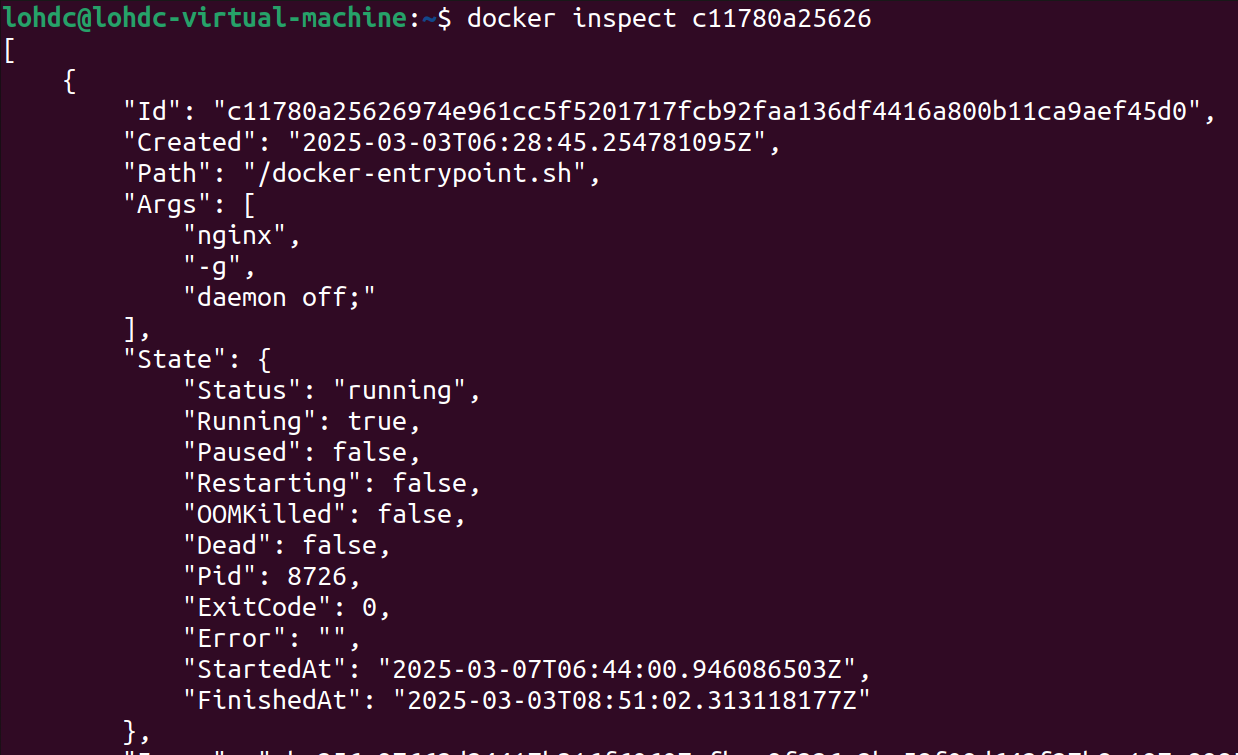 lohdc@lohdc-virtual-machine:~$ docker inspect c11780a25626
[
    {
        "Id": "c11780a25626974e961cc5f5201717fcb92faa136df4416a800b11ca9aef45d0",
        "Created": "2025-03-03T06:28:45.254781095Z",
        "Path": "/docker-entrypoint.sh",
        "Args": [
            "nginx",
            "-g",
            "daemon off;"
        ],
        "State": {
            "Status": "running",
            "Running": true,
            "Paused": false,
            "Restarting": false,
            "OOMKilled": false,
            "Dead": false,
            "Pid": 8726,
            "ExitCode": 0,
            "Error": "",
            "StartedAt": "2025-03-07T06:44:00.946086503Z",
            "FinishedAt": "2025-03-03T08:51:02.313118177Z"
        },